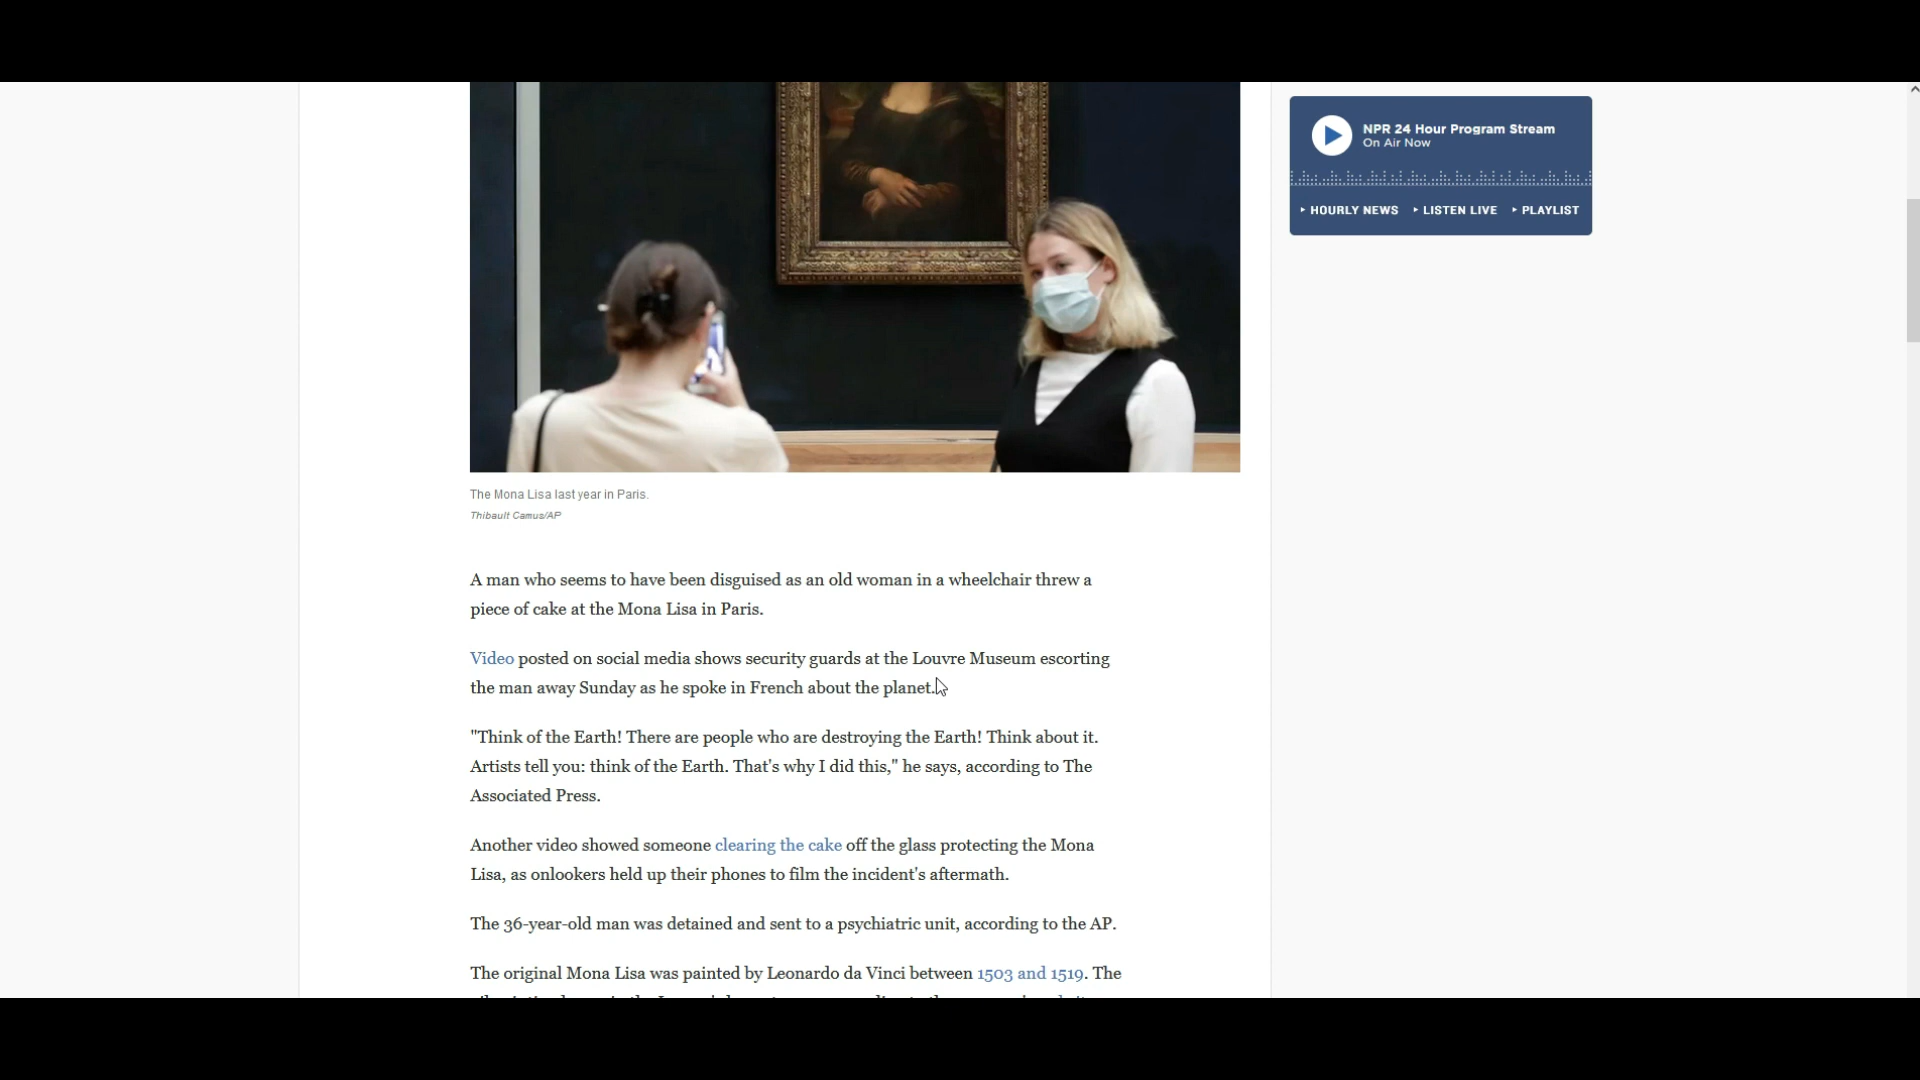 NPR 24 Hour Program Stream
On Air Now
HOURLY NEWS LISTEN LIVE PLAYLIST
The Mona Lisa last year in Paris.
Thibault Camus/AP
A man who seems to have been disguised as an old woman in a wheelchair threw a
piece of cake at the Mona Lisa in Paris.
Video posted on social media shows security guards at the Louvre Museum escorting
the man away Sunday as he spoke in French about the planet.
"Think of the Earth! There are people who are destroying the Earth! Think about it.
Artists tell you: think of the Earth. That's why I did this," he says, according to The
Associated Press.
Another video showed someone clearing the cake off the glass protecting the Mona
Lisa, as onlookers held up their phones to film the incident's aftermath.
The 36-year-old man was detained and sent to a psychiatric unit, according to the AP.
The original Mona Lisa was painted by Leonardo da Vinci between 1503 and 1519. The